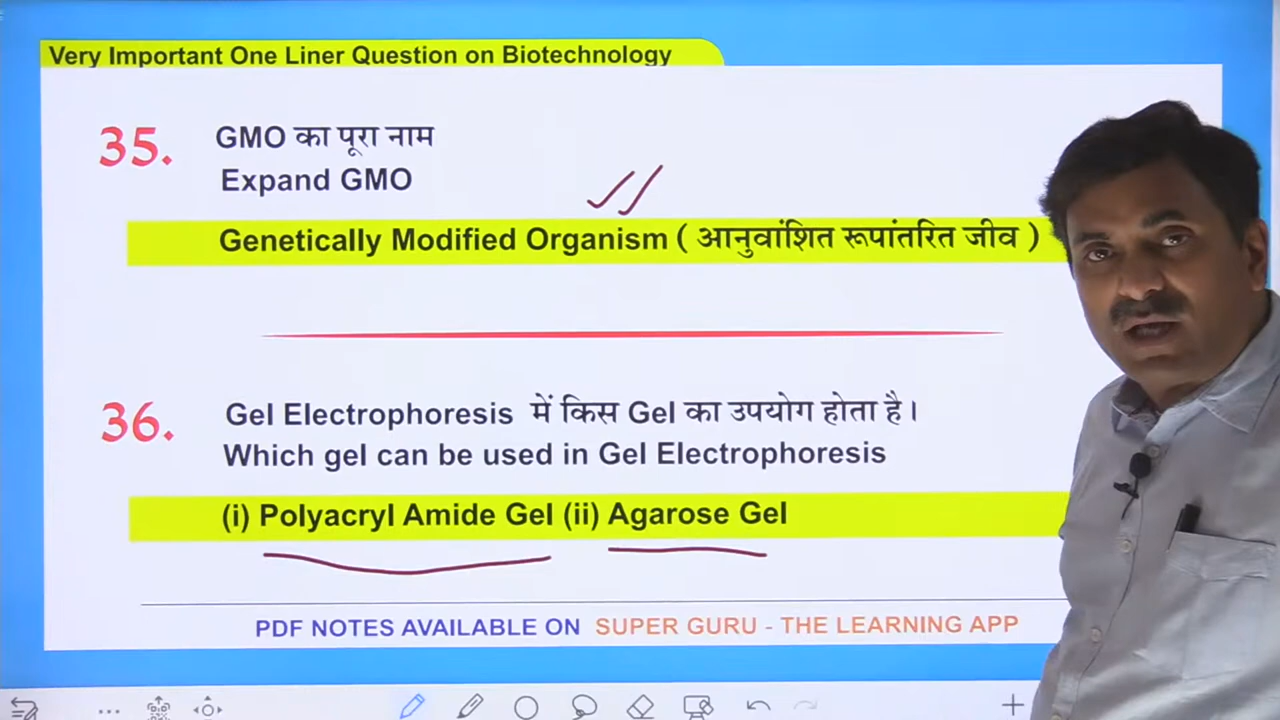 Very Important One Liner Question on Biotechnology
35. GMO का पूरा नाम
Expand GMO
Genetically Modified Organism ( आनुवांशित रूपांतरित जीव )
36. Gel Electrophoresis में किस Gel का उपयोग होता है।
Which gel can be used in Gel Electrophoresis
(i) Polyacryl Amide Gel (ii) Agarose Gel
PDF NOTES AVAILABLE ON SUPER GURU - THE LEARNING APP